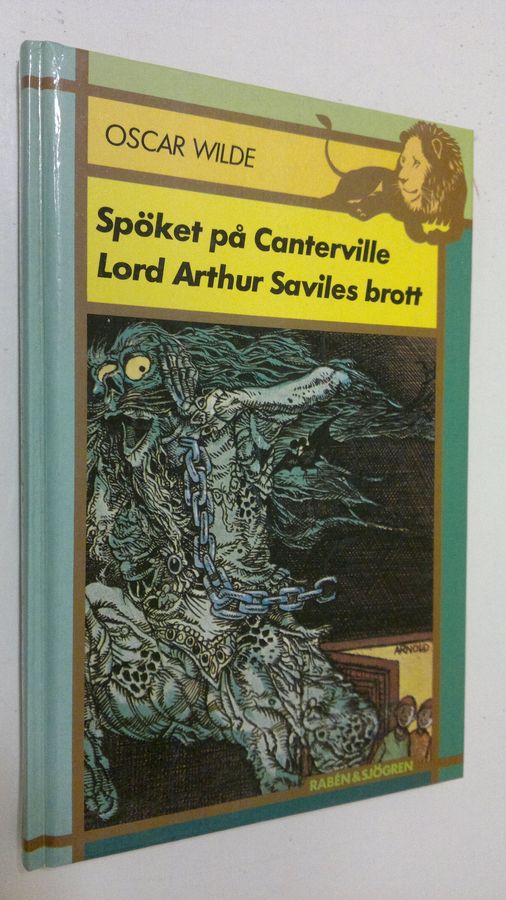 OSCAR WILDE
Spöket på Canterville
Lord Arthur Saviles brott
ARNOLD
RABÉN & SJÖGREN